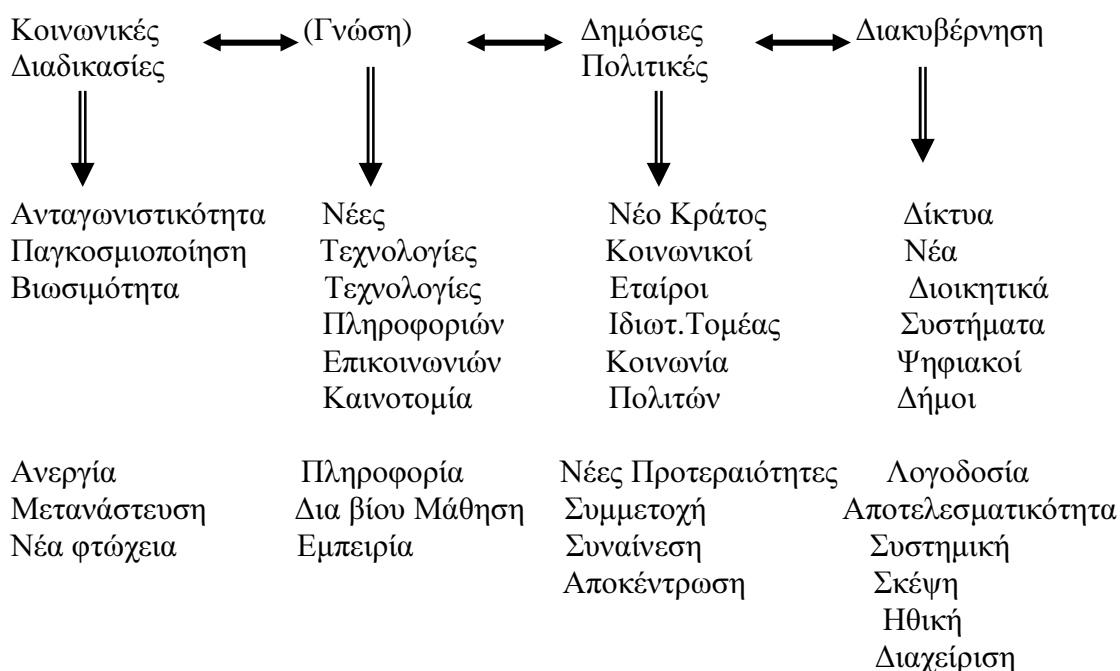 Κοινωνικές
Διαδικασίες
(Γνώση)
Δημόσιες
Πολιτικές
Διακυβέρνηση
Ανταγωνιστικότητα
Παγκοσμιοποίηση
Βιωσιμότητα
Νέες
Τεχνολογίες
Τεχνολογίες
Πληροφοριών
Επικοινωνιών
Καινοτομία
Νέο Κράτος
Κοινωνικοί
Εταίροι
Ιδιωτ.Τομέας
Κοινωνία
Πολιτών
Δίκτυα
Νέα
Διοικητικά
Συστήματα
Ψηφιακοί
Δήμοι
Ανεργία
Μετανάστευση
Νέα φτώχεια
Πληροφορία
Δια βίου Μάθηση
Εμπειρία
Νέες Προτεραιότητες
Συμμετοχή
Συναίνεση
Αποκέντρωση
Λογοδοσία
Αποτελεσματικότητα
Συστημική
Σκέψη
Ηθική
Διαχείριση